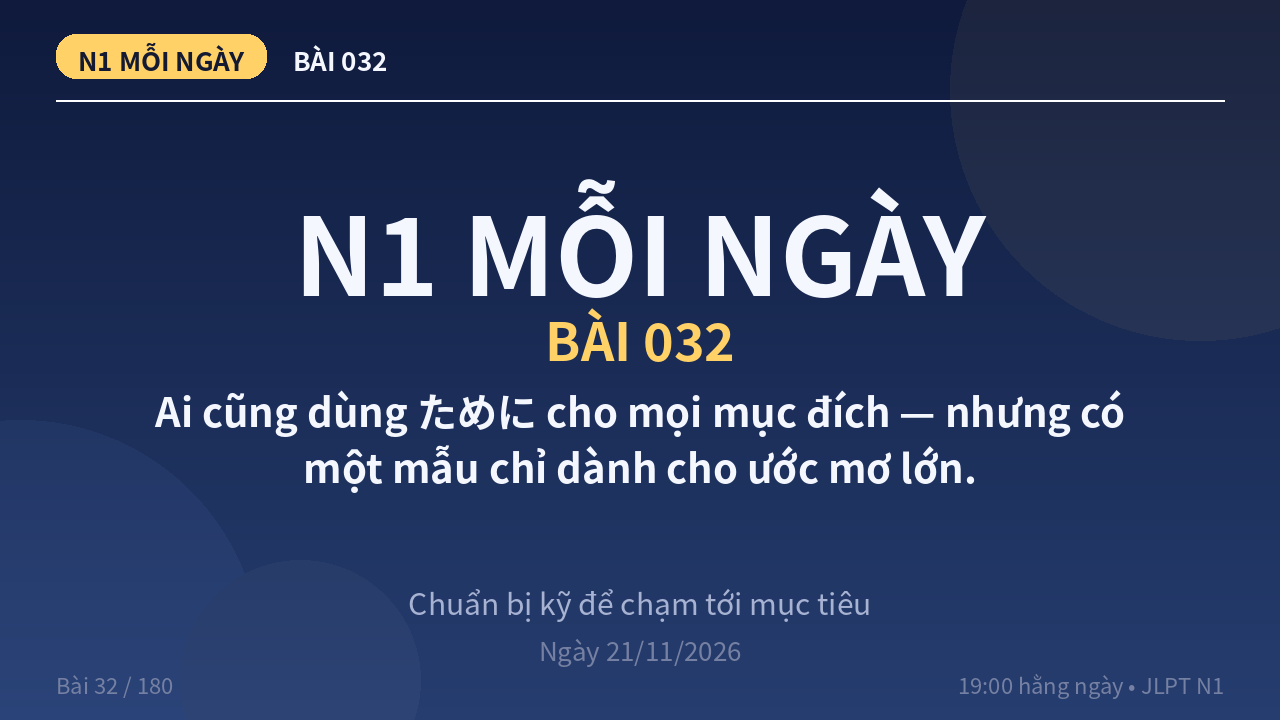 N1 MỖI NGÀY
BÀI 032
N1 MỖI NGÀY
BÀI 032
Ai cũng dùng ために cho mọi mục đích — nhưng có
một mẫu chỉ dành cho ước mơ lớn.
Chuẩn bị kỹ để chạm tới mục tiêu
Ngày 21/11/2026
Bài 32 / 180
19:00 hằng ngày • JLPT N1